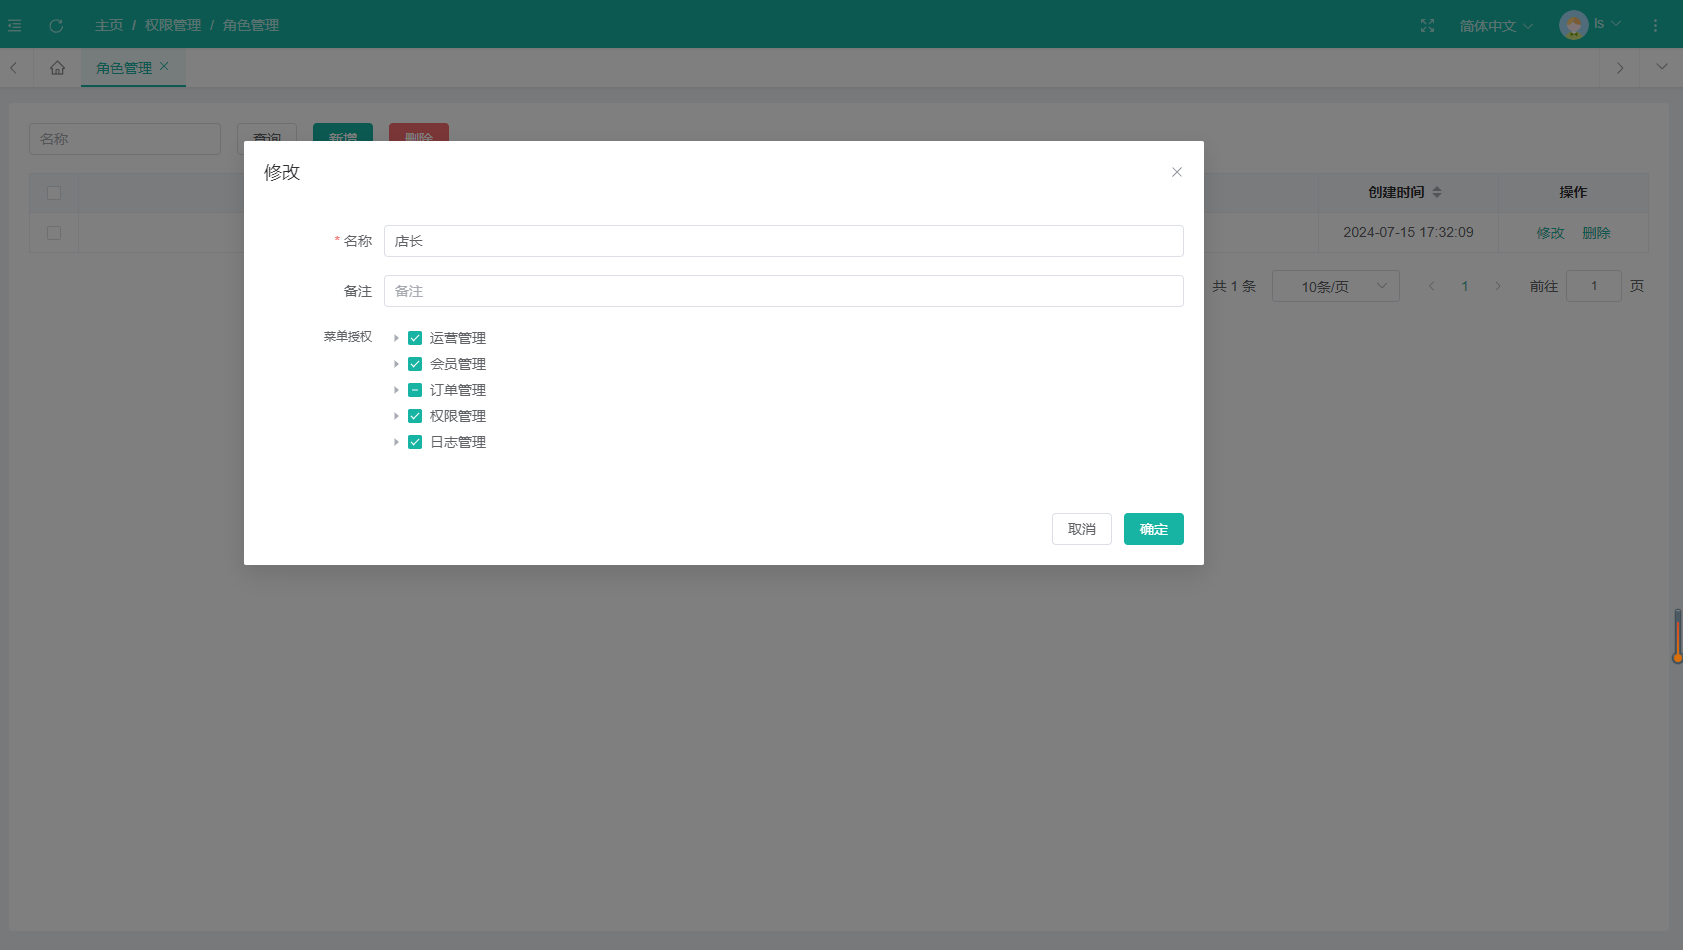 主页 / 权限管理 / 角色管理
简体中文
ls
角色管理
名称
查询
新增
删除
修改
创建时间
操作
* 名称
店长
2024-07-15 17:32:09
修改
删除
备注
备注
共 1 条
10条/页
1
前往
1
页
菜单授权
运营管理
会员管理
订单管理
权限管理
日志管理
取消
确定